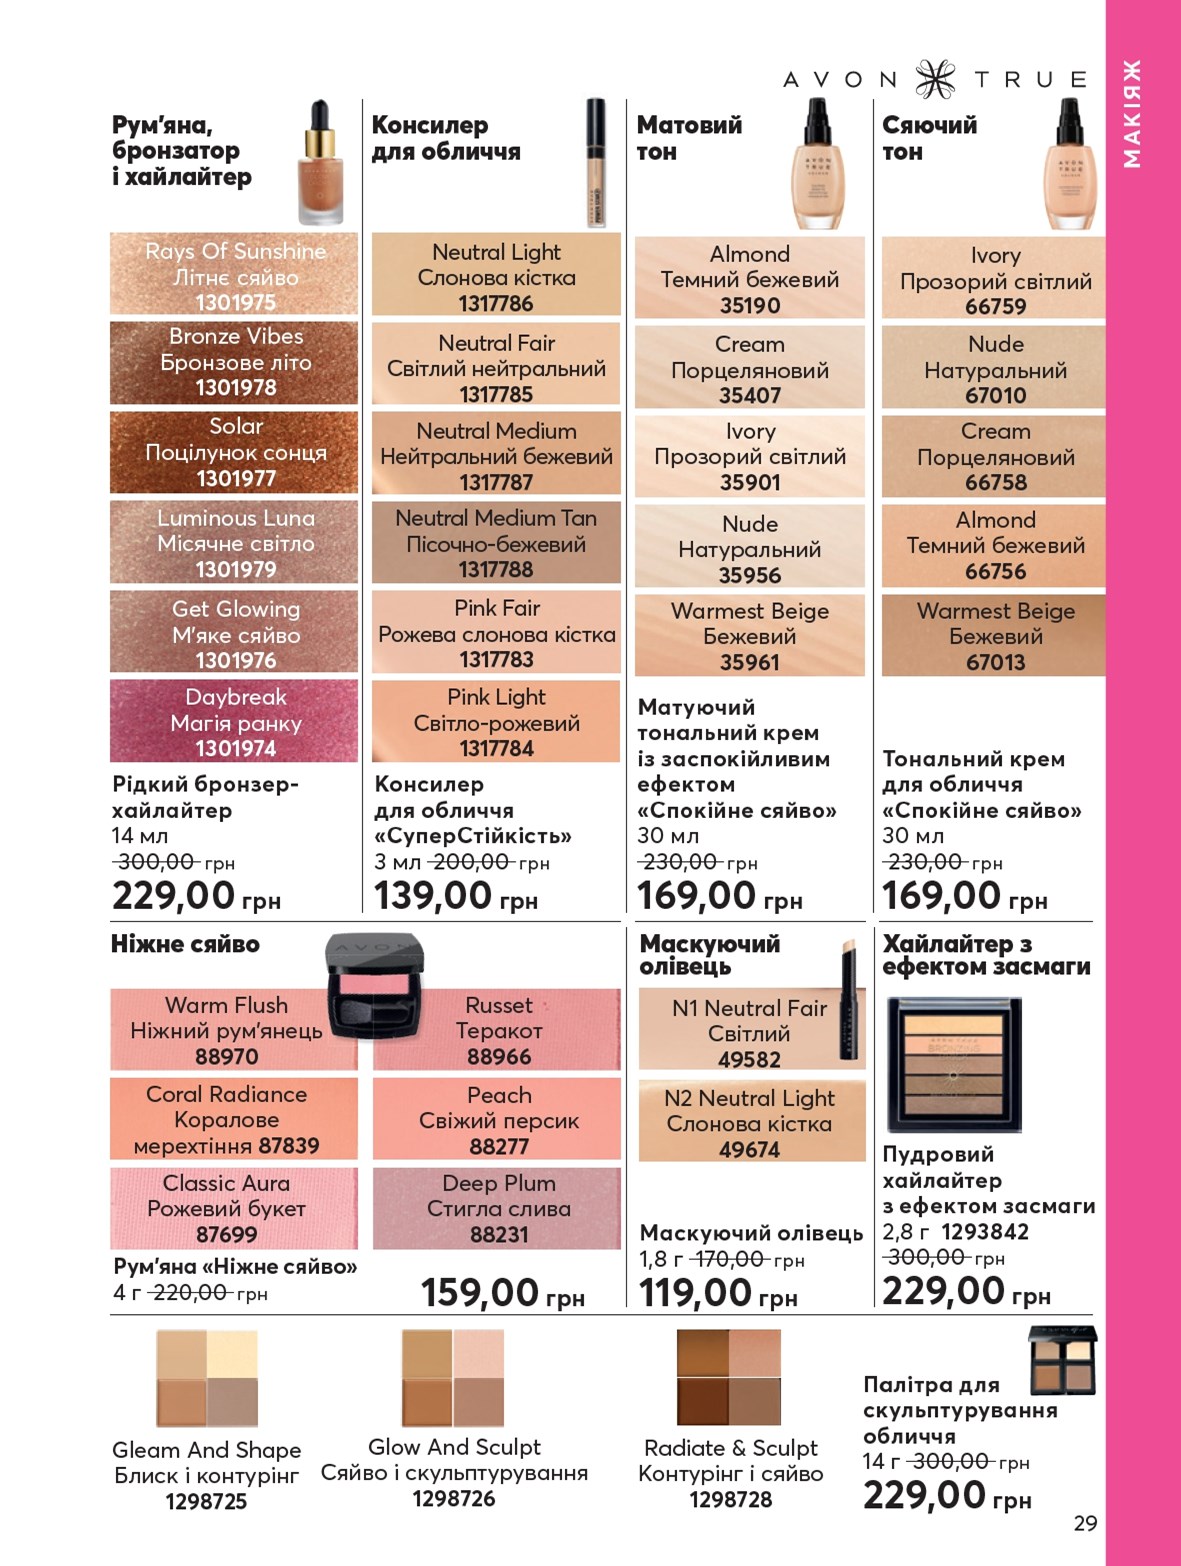 AVON TRUE
МАКІЯЖ
Рум’яна,
бронзатор
і хайлайтер
Rays Of Sunshine
Літнє сяйво
1301975
Bronze Vibes
Бронзове літо
1301978
Solar
Поцілунок сонця
1301977
Luminous Luna
Місячне світло
1301979
Get Glowing
М’яке сяйво
1301976
Daybreak
Магія ранку
1301974
Рідкий бронзер-
хайлайтер
14 мл
300,00 грн
229,00 грн
Консилер
для обличчя
Neutral Light
Слонова кістка
1317786
Neutral Fair
Світлий нейтральний
1317785
Neutral Medium
Нейтральний бежевий
1317787
Neutral Medium Tan
Пісочно-бежевий
1317788
Pink Fair
Рожева слонова кістка
1317783
Pink Light
Світло-рожевий
1317784
Консилер
для обличчя
«СуперСтійкість»
3 мл 200,00 грн
139,00 грн
Матовий
тон
AVON
TRUE
Almond
Темний бежевий
35190
Cream
Порцеляновий
35407
Ivory
Прозорий світлий
35901
Nude
Натуральний
35956
Warmest Beige
Бежевий
35961
Матуючий
тональний крем
із заспокійливим
ефектом
«Спокійне сяйво»
30 мл
230,00 грн
169,00 грн
Сяючий
тон
AVON
TRUE
Ivory
Прозорий світлий
66759
Nude
Натуральний
67010
Cream
Порцеляновий
66758
Almond
Темний бежевий
66756
Warmest Beige
Бежевий
67013
Тональний крем
для обличчя
«Спокійне сяйво»
30 мл
230,00 грн
169,00 грн
Ніжне сяйво
AVON
Warm Flush
Ніжний рум’янець
88970
Russet
Теракот
88966
Coral Radiance
Коралове
мерехтіння 87839
Peach
Свіжий персик
88277
Classic Aura
Рожевий букет
87699
Deep Plum
Стигла слива
88231
Рум’яна «Ніжне сяйво»
4 г 220,00 грн
159,00 грн
Маскуючий
олівець
N1 Neutral Fair
Світлий
49582
N2 Neutral Light
Слонова кістка
49674
Маскуючий олівець
1,8 г 170,00 грн
119,00 грн
Хайлайтер з
ефектом засмаги
BRONZING
Пудровий
хайлайтер
з ефектом засмаги
2,8 г 1293842
300,00 грн
229,00 грн
Gleam And Shape
Блиск і контурінг
1298725
Glow And Sculpt
Сяйво і скульптурування
1298726
Radiate & Sculpt
Контурінг і сяйво
1298728
Палітра для
скульптурування
обличчя
14 г 300,00 грн
229,00 грн
29